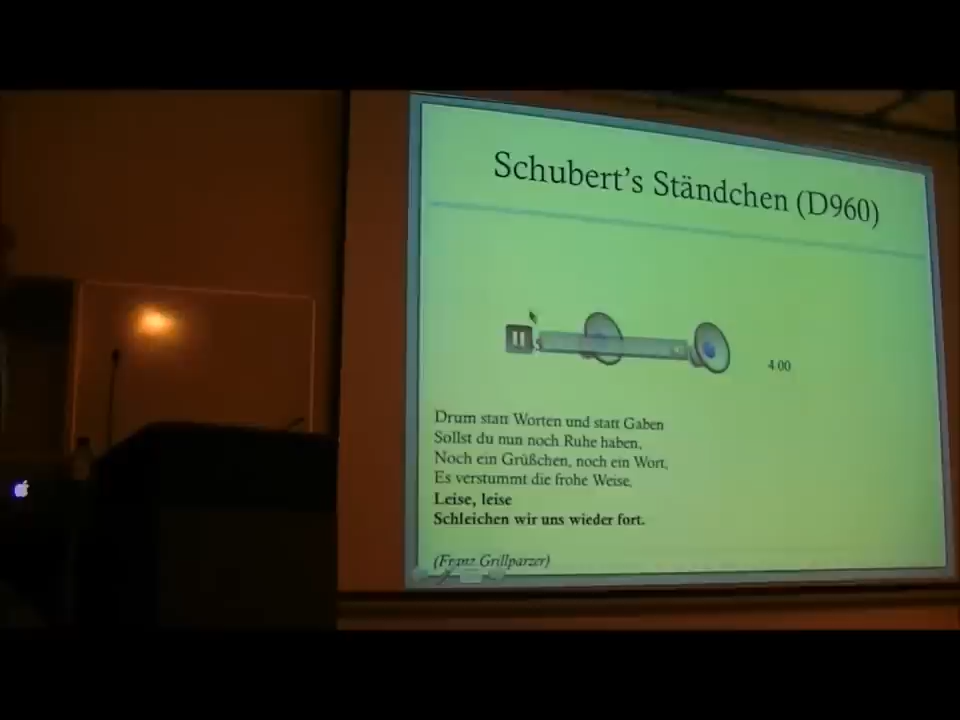 Schubert's Ständchen (D960)
4 00
Drum statt Worten und statt Gaben
Sollst du nun noch Ruhe haben,
Noch ein Grüßchen, noch ein Wort,
Es verstummt die frohe Weise,
Leise, leise
Schleichen wir uns wieder fort.
(Franz Grillparzer)